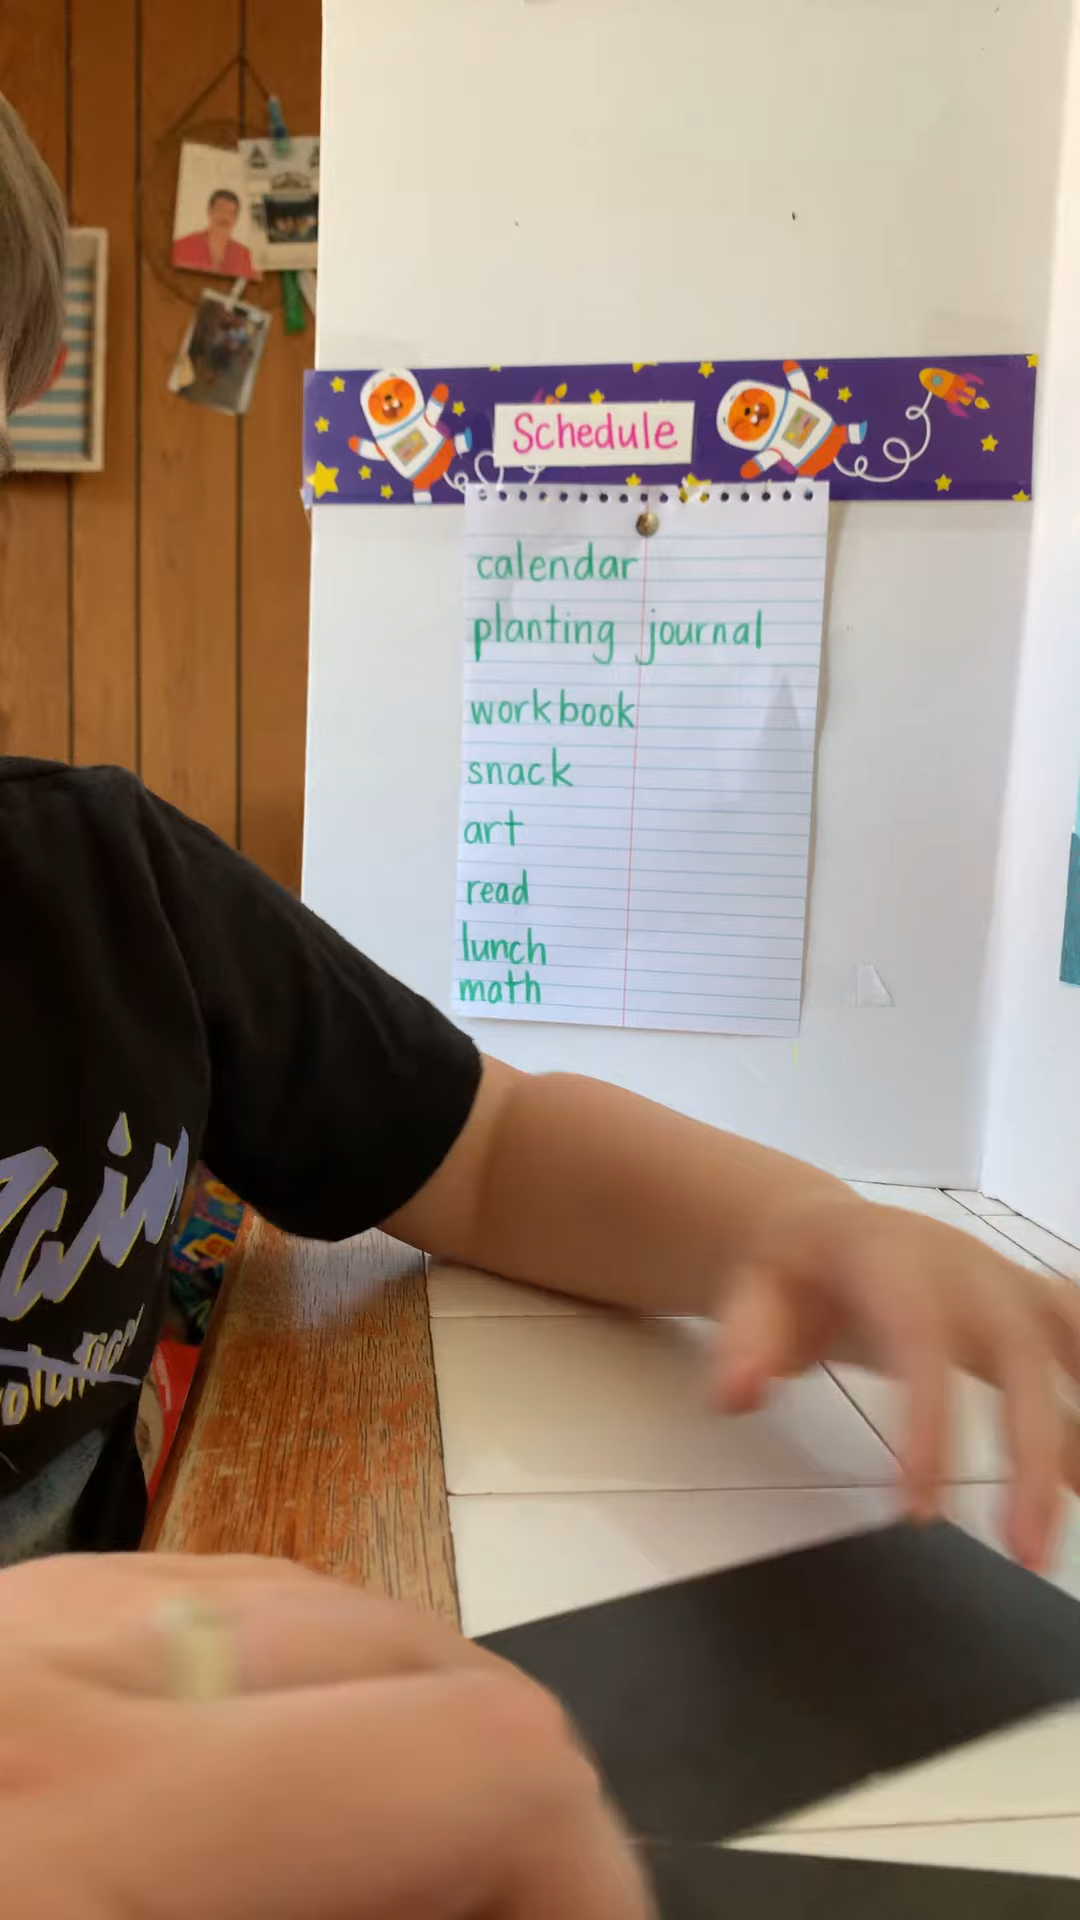 Schedule
calendar
planting journal
workbook
snack
art
read
lunch
math